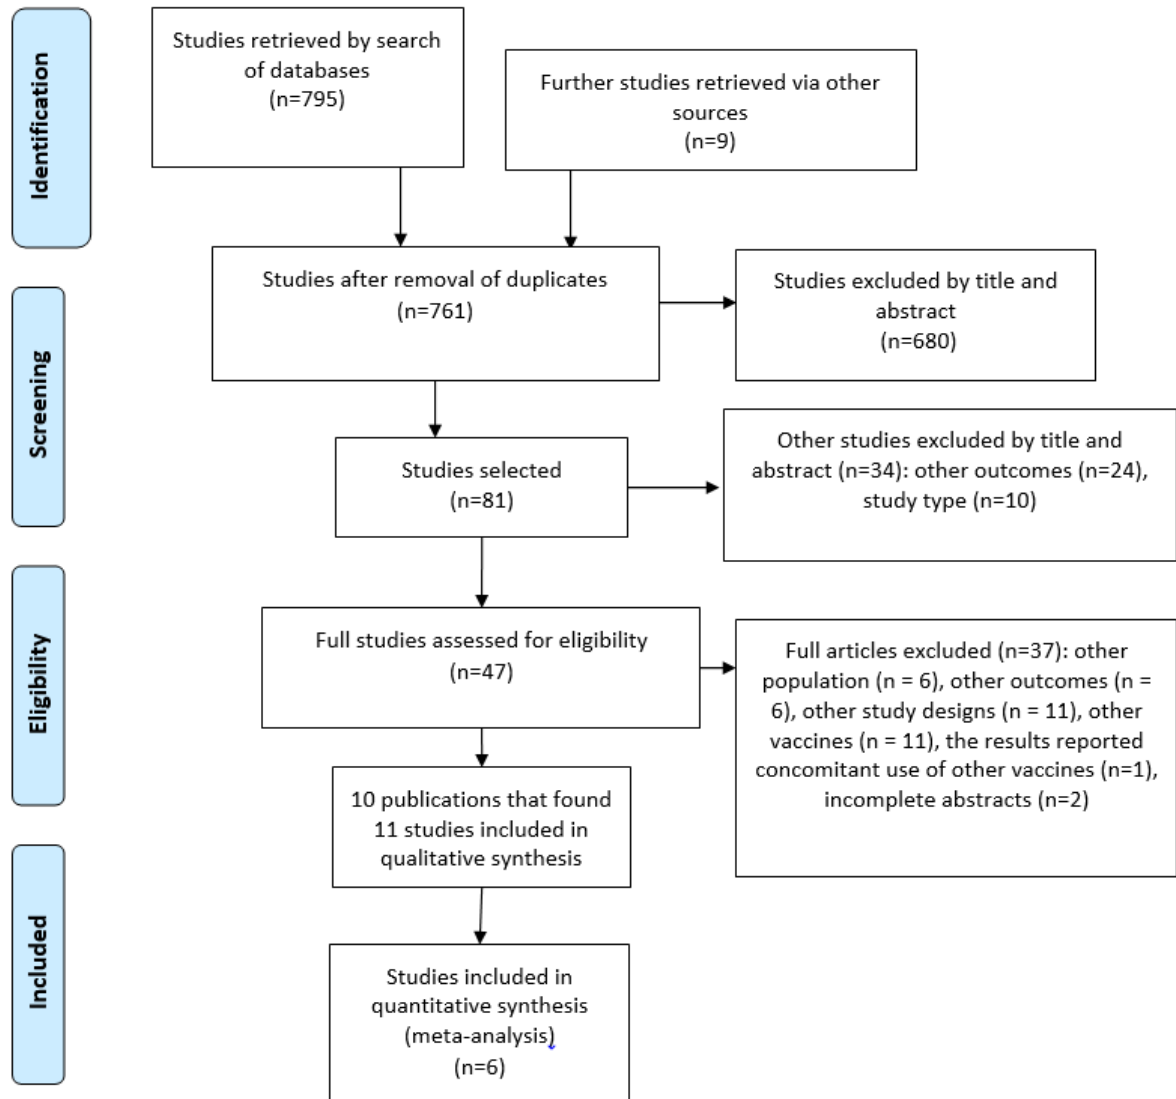 Identification
Studies retrieved by search
of databases
(n=795)
Further studies retrieved via other
sources
(n=9)
Screening
Studies after removal of duplicates
(n=761)
Studies excluded by title and
abstract
(n=680)
Studies selected
(n=81)
Other studies excluded by title and
abstract (n=34): other outcomes (n=24),
study type (n=10)
Eligibility
Full studies assessed for eligibility
(n=47)
Full articles excluded (n=37): other
population (n = 6), other outcomes (n =
6), other study designs (n = 11), other
vaccines (n = 11), the results reported
concomitant use of other vaccines (n=1),
incomplete abstracts (n=2)
10 publications that found
11 studies included in
qualitative synthesis
Included
Studies included in
quantitative synthesis
(meta-analysis)
(n=6)